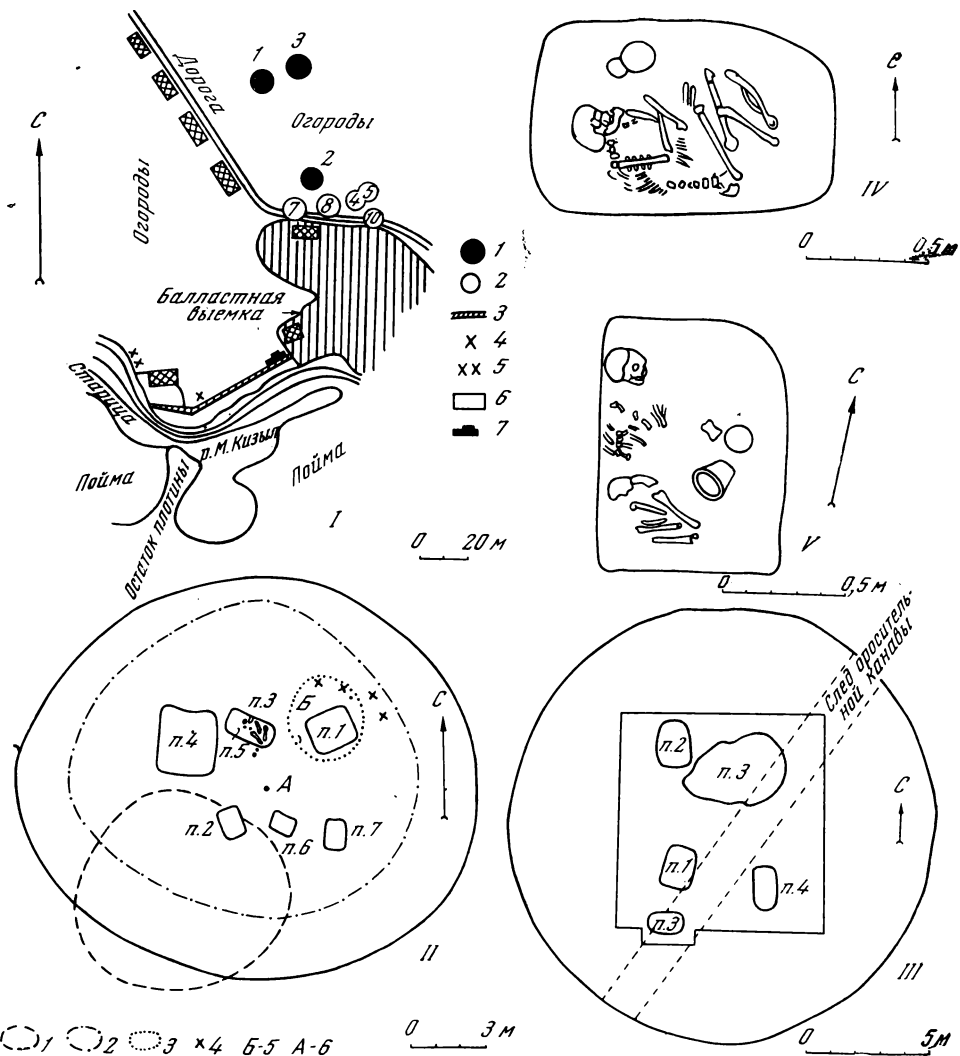 С
Дорога
1
3
Огороды
Огороды
2
7
8
4
5
10
Балластная
выемка
Старица
р. М. Кизыл
Пойма
Пойма
Остаток плотины
I
0 20 м
1
2
3
4
5
6
7
С
IV
0 0,5 м
С
V
0 0,5 м
п.3
Б
п.1
п.4
п.5
А
п.2
п.6
п.7
С
II
1 2 3 4 Б-5 А-6
0 3 м
След ороситель-
ной канавы
п.2
п.3
п.1
п.4
п.3
С
III
0 5 м